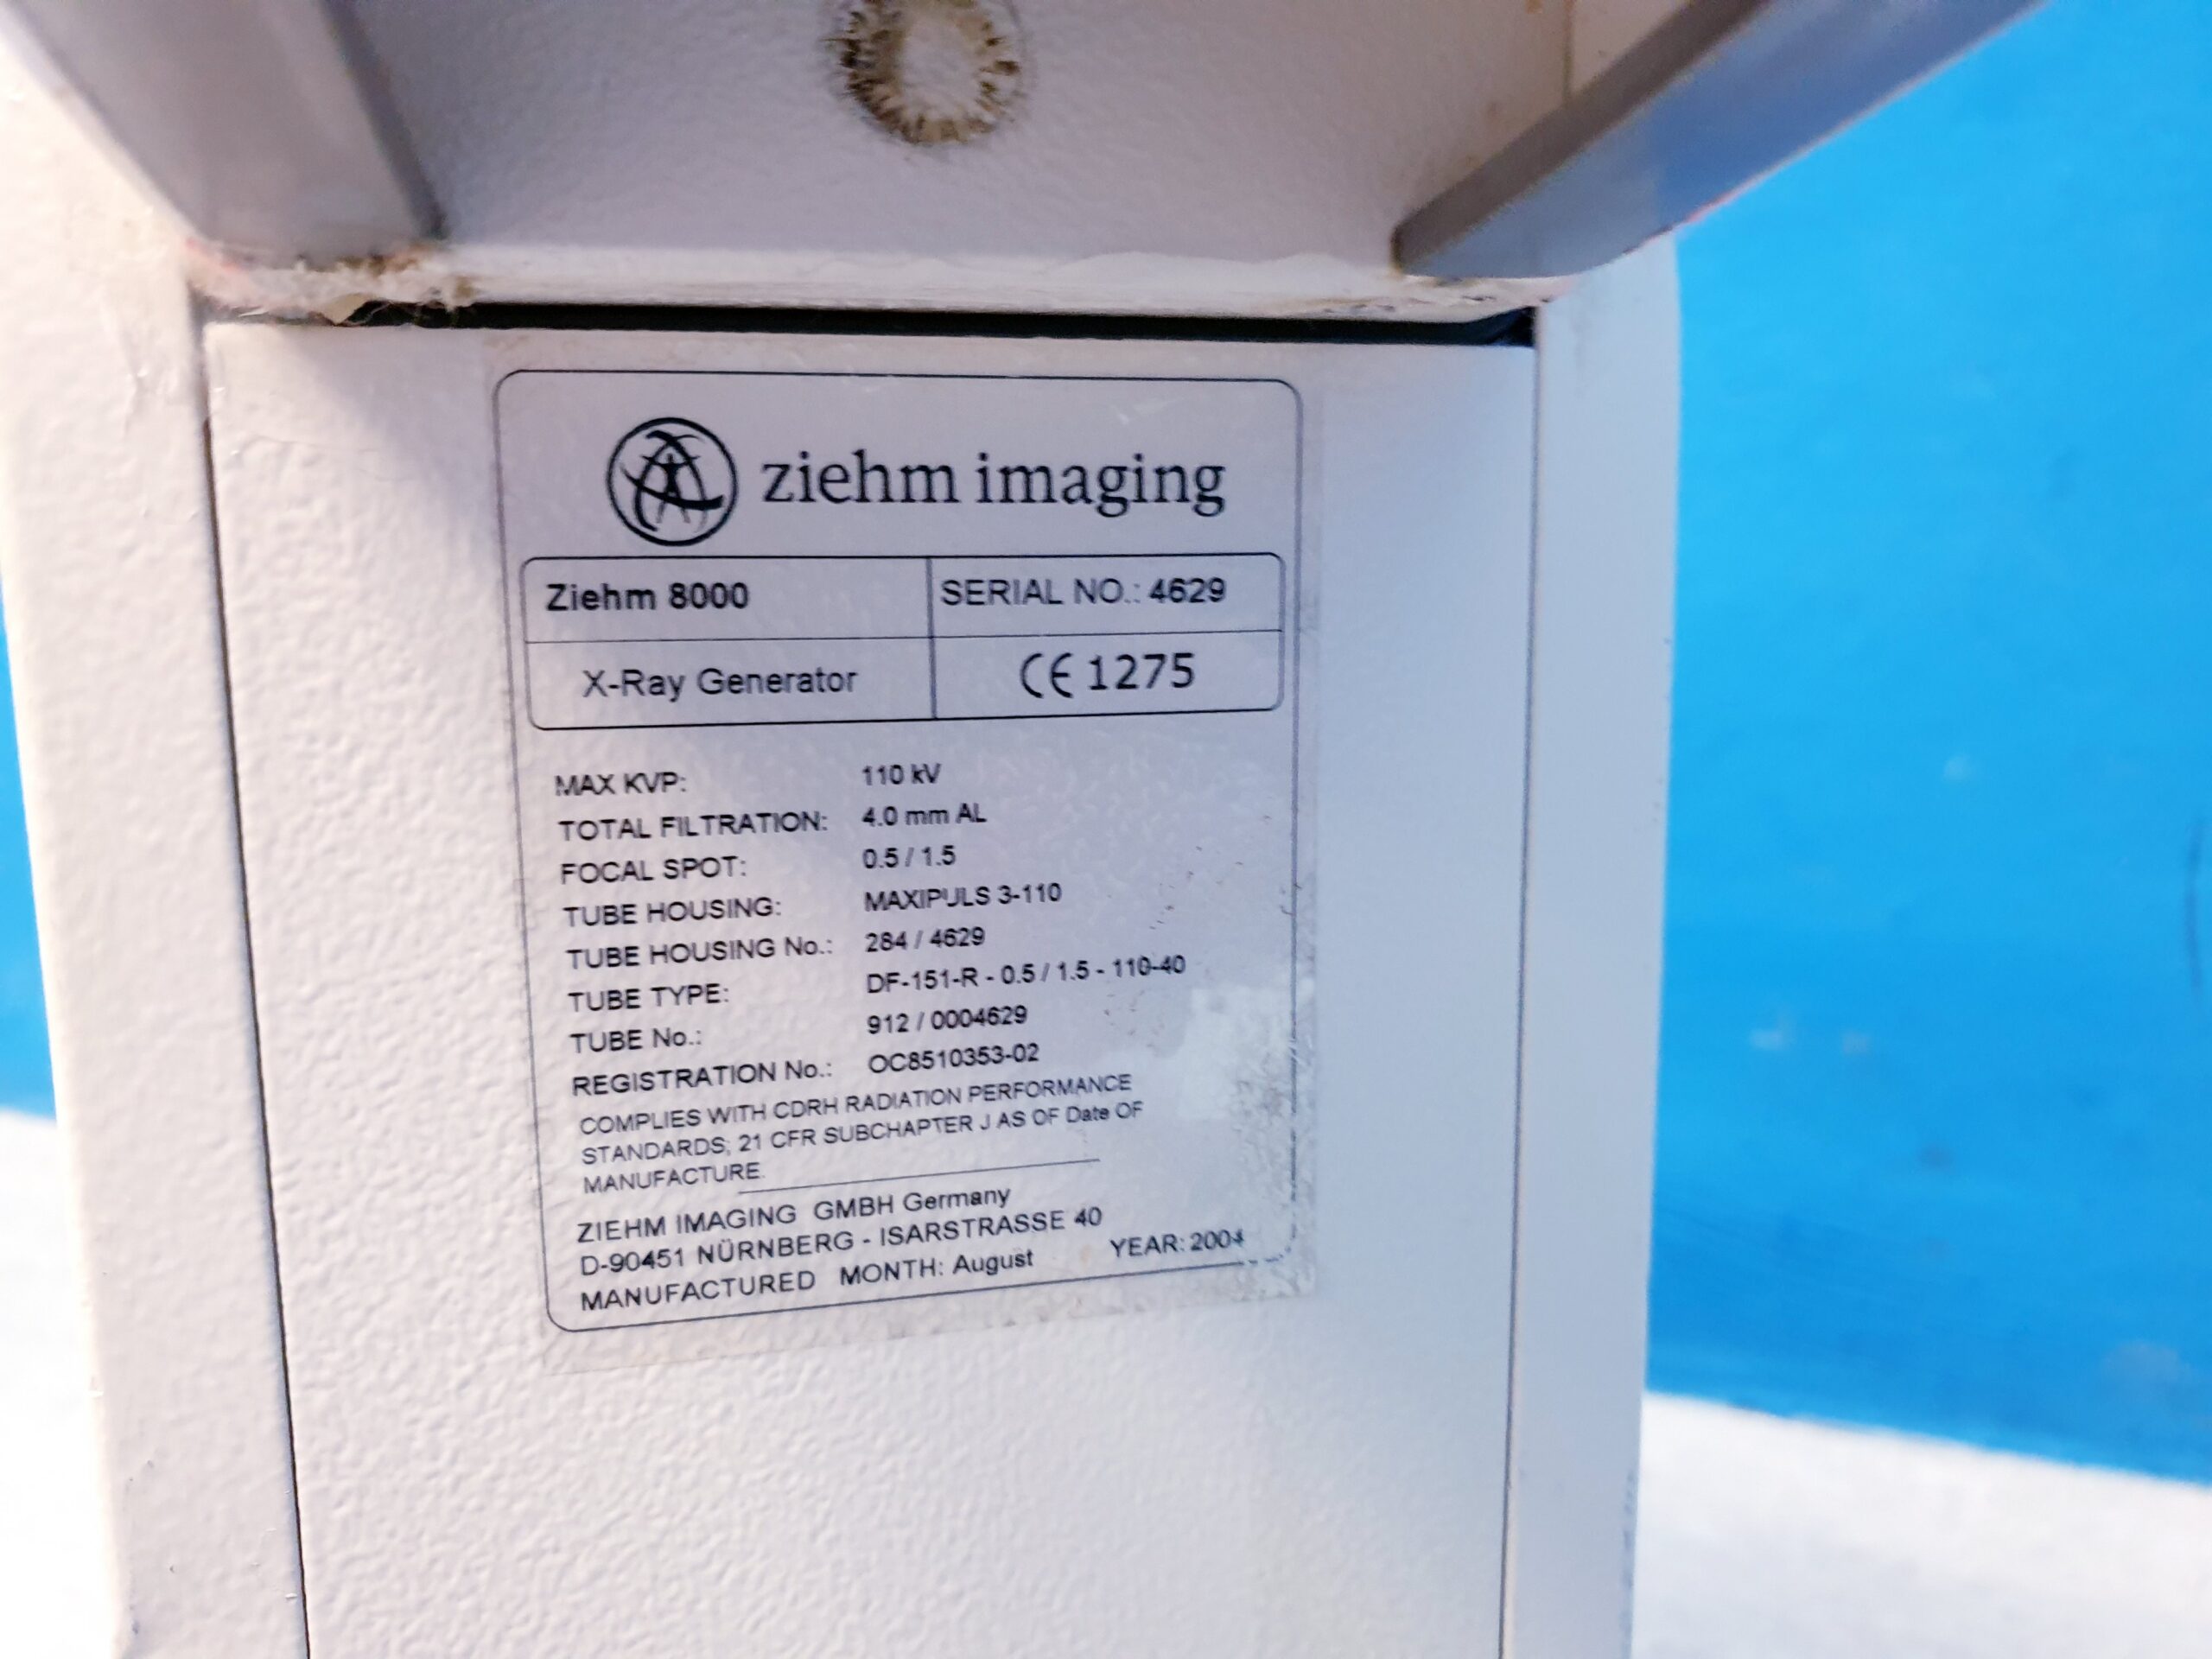 ziehm imaging
Ziehm 8000 SERIAL NO.: 4629
X-Ray Generator CE 1275
MAX KVP: 110 kV
TOTAL FILTRATION: 4.0 mm AL
FOCAL SPOT: 0.5 / 1.5
TUBE HOUSING: MAXIPULS 3-110
TUBE HOUSING No.: 284 / 4629
TUBE TYPE: DF-151-R - 0.5 / 1.5 - 110-40
TUBE No.: 912 / 0004629
REGISTRATION No.: OC8510353-02
COMPLIES WITH CDRH RADIATION PERFORMANCE
STANDARDS; 21 CFR SUBCHAPTER J AS OF Date OF
MANUFACTURE.
ZIEHM IMAGING GMBH Germany
D-90451 NÜRNBERG - ISARSTRASSE 40
MANUFACTURED MONTH: August YEAR: 2004